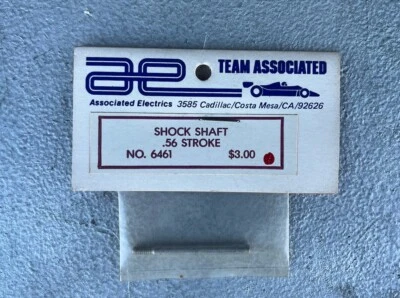 ae TEAM ASSOCIATED
Associated Electrics 3585 Cadillac/Costa Mesa/CA/92626
SHOCK SHAFT
.56 STROKE
NO. 6461 $3.00